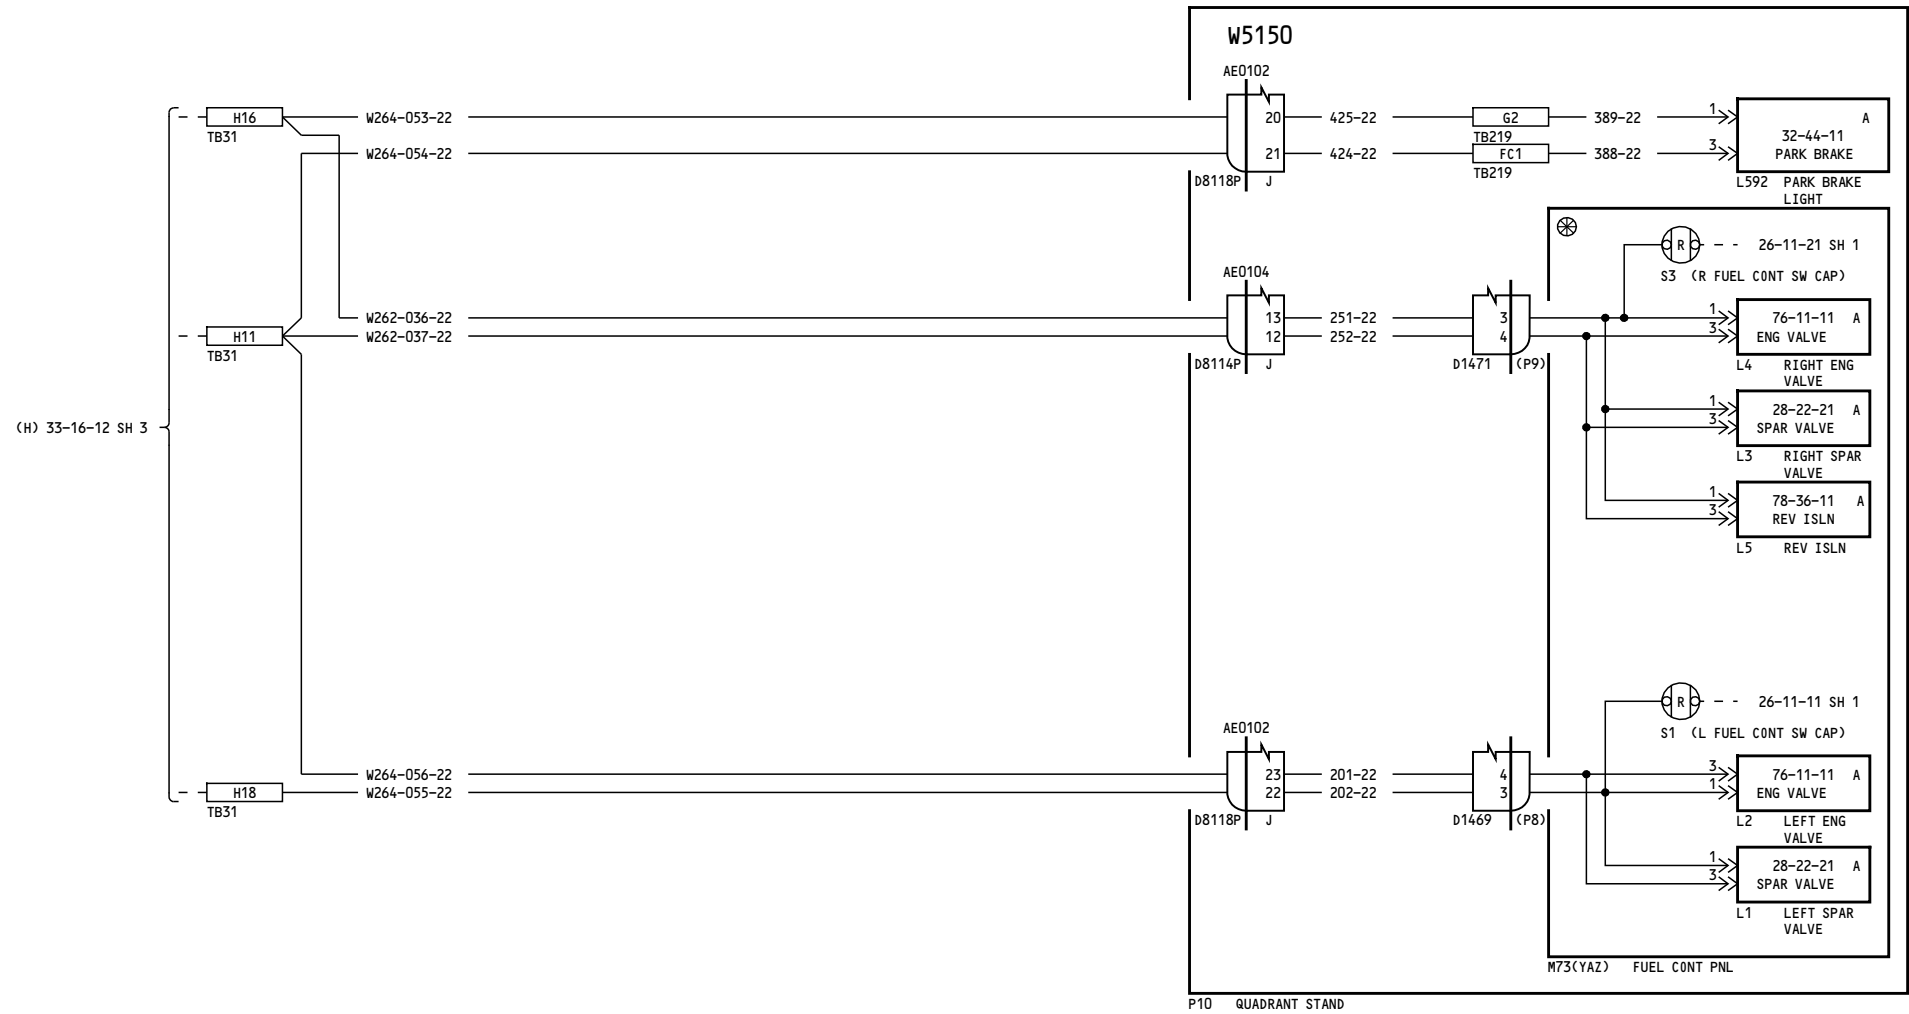 W5150
AE0102
H16
TB31
W264-053-22
20
425-22
G2
TB219
389-22
1
A
32-44-11
PARK BRAKE
W264-054-22
21
424-22
FC1
TB219
388-22
3
D8118P
J
L592 PARK BRAKE
LIGHT
R
26-11-21 SH 1
S3 (R FUEL CONT SW CAP)
AE0104
W262-036-22
13
251-22
3
1
76-11-11 A
ENG VALVE
H11
TB31
W262-037-22
12
252-22
4
3
D8114P
J
D1471
(P9)
L4 RIGHT ENG
VALVE
1
28-22-21 A
SPAR VALVE
3
(H) 33-16-12 SH 3
L3 RIGHT SPAR
VALVE
1
78-36-11 A
REV ISLN
3
L5 REV ISLN
R
26-11-11 SH 1
S1 (L FUEL CONT SW CAP)
AE0102
W264-056-22
23
201-22
4
3
76-11-11 A
ENG VALVE
H18
TB31
W264-055-22
22
202-22
3
1
D8118P
J
D1469
(P8)
L2 LEFT ENG
VALVE
1
28-22-21 A
SPAR VALVE
3
L1 LEFT SPAR
VALVE
M73(YAZ) FUEL CONT PNL
P10 QUADRANT STAND